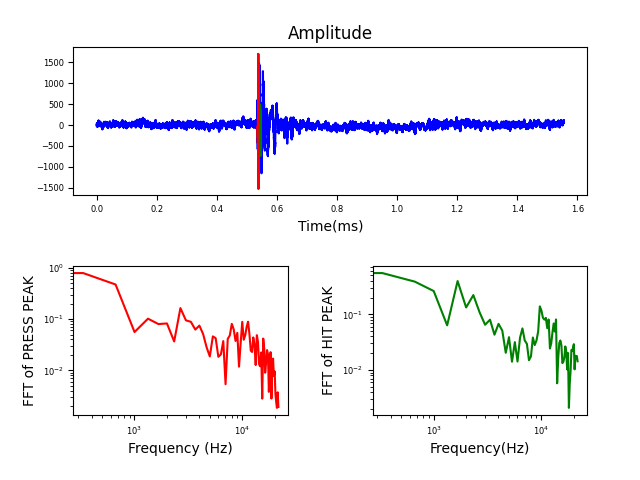 Amplitude
1500
1000
500
0
−500
−1000
−1500
0.0 0.2 0.4 0.6 0.8 1.0 1.2 1.4 1.6
Time(ms)
FFT of PRESS PEAK
10⁰
10⁻¹
10⁻²
10³ 10⁴
Frequency (Hz)
FFT of HIT PEAK
10⁻¹
10⁻²
10³ 10⁴
Frequency(Hz)